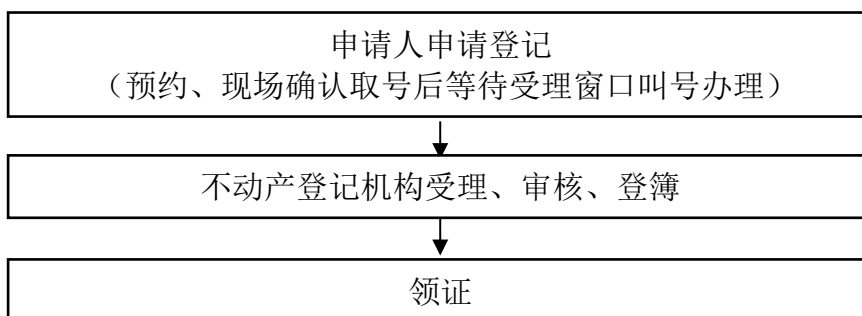 申请人申请登记
（预约、现场确认取号后等待受理窗口叫号办理）
不动产登记机构受理、审核、登簿
领证